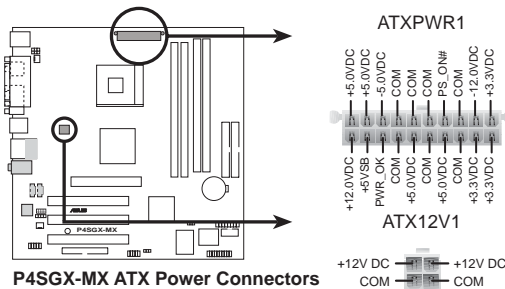 ATXPWR1
+5.0VDC
+5.0VDC
-5.0VDC
COM
COM
COM
PS_ON#
COM
-12.0VDC
+3.3VDC
+12.0VDC
+5VSB
PWR_OK
COM
+5.0VDC
COM
+5.0VDC
COM
+3.3VDC
+3.3VDC
ATX12V1
+12V DC
+12V DC
COM
COM
ASUS
P4SGX-MX
P4SGX-MX ATX Power Connectors